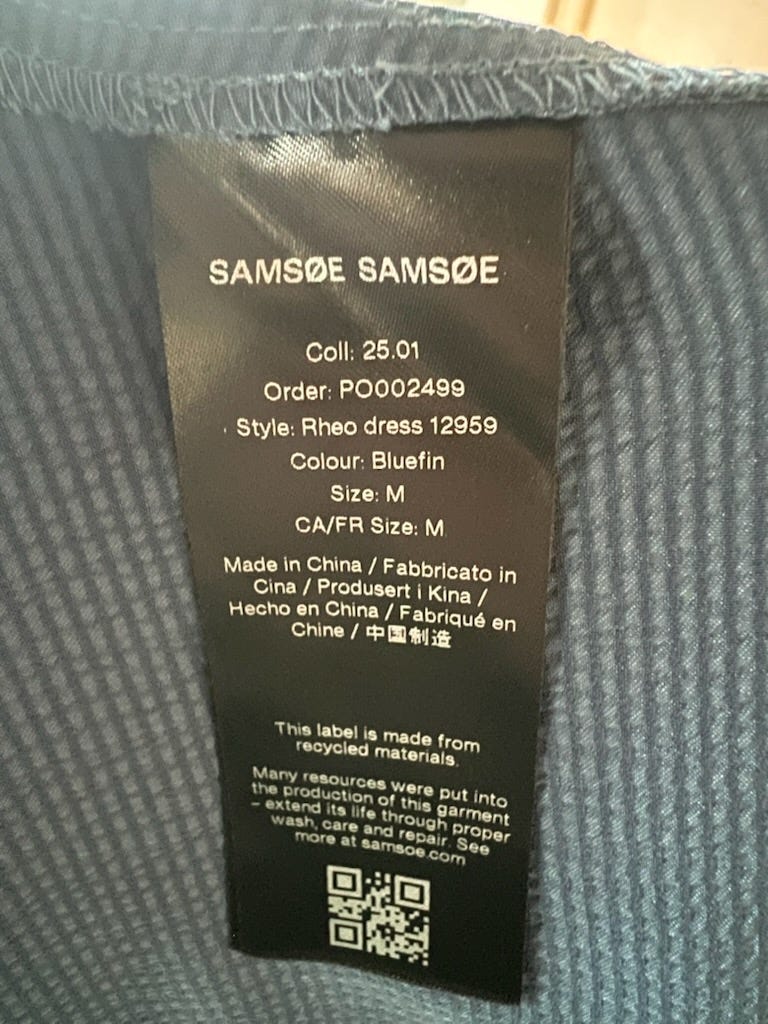 SAMSØE SAMSØE
Coll: 25.01
Order: PO002499
Style: Rheo dress 12959
Colour: Bluefin
Size: M
CA/FR Size: M
Made in China / Fabbricato in
Cina / Produsert i Kina /
Hecho en China / Fabriqué en
Chine / 中国制造
This label is made from
recycled materials.
Many resources were put into
the production of this garment
– extend its life through proper
wash, care and repair. See
more at samsoe.com